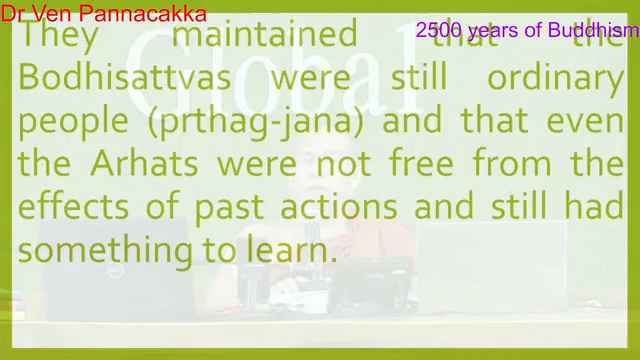 Dr Ven Pannacakka
2500 years of Buddhism
They maintained that the
Bodhisattvas were still ordinary
people (prthag-jana) and that even
the Arhats were not free from the
effects of past actions and still had
something to learn.
Global